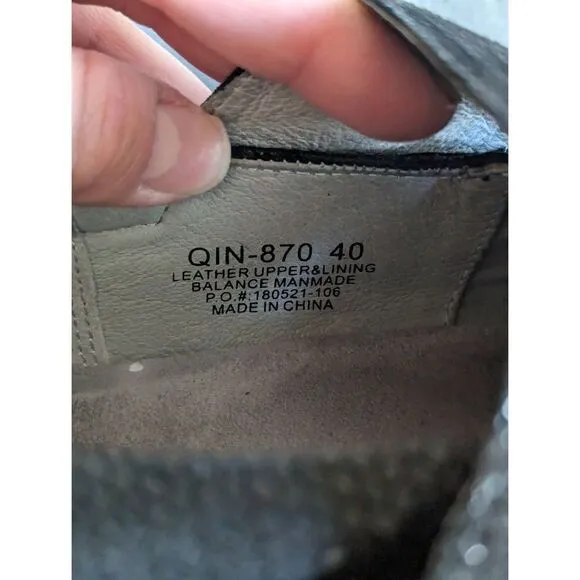 QIN-870 40
LEATHER UPPER&LINING
BALANCE MANMADE
P.O.#:180521-106
MADE IN CHINA